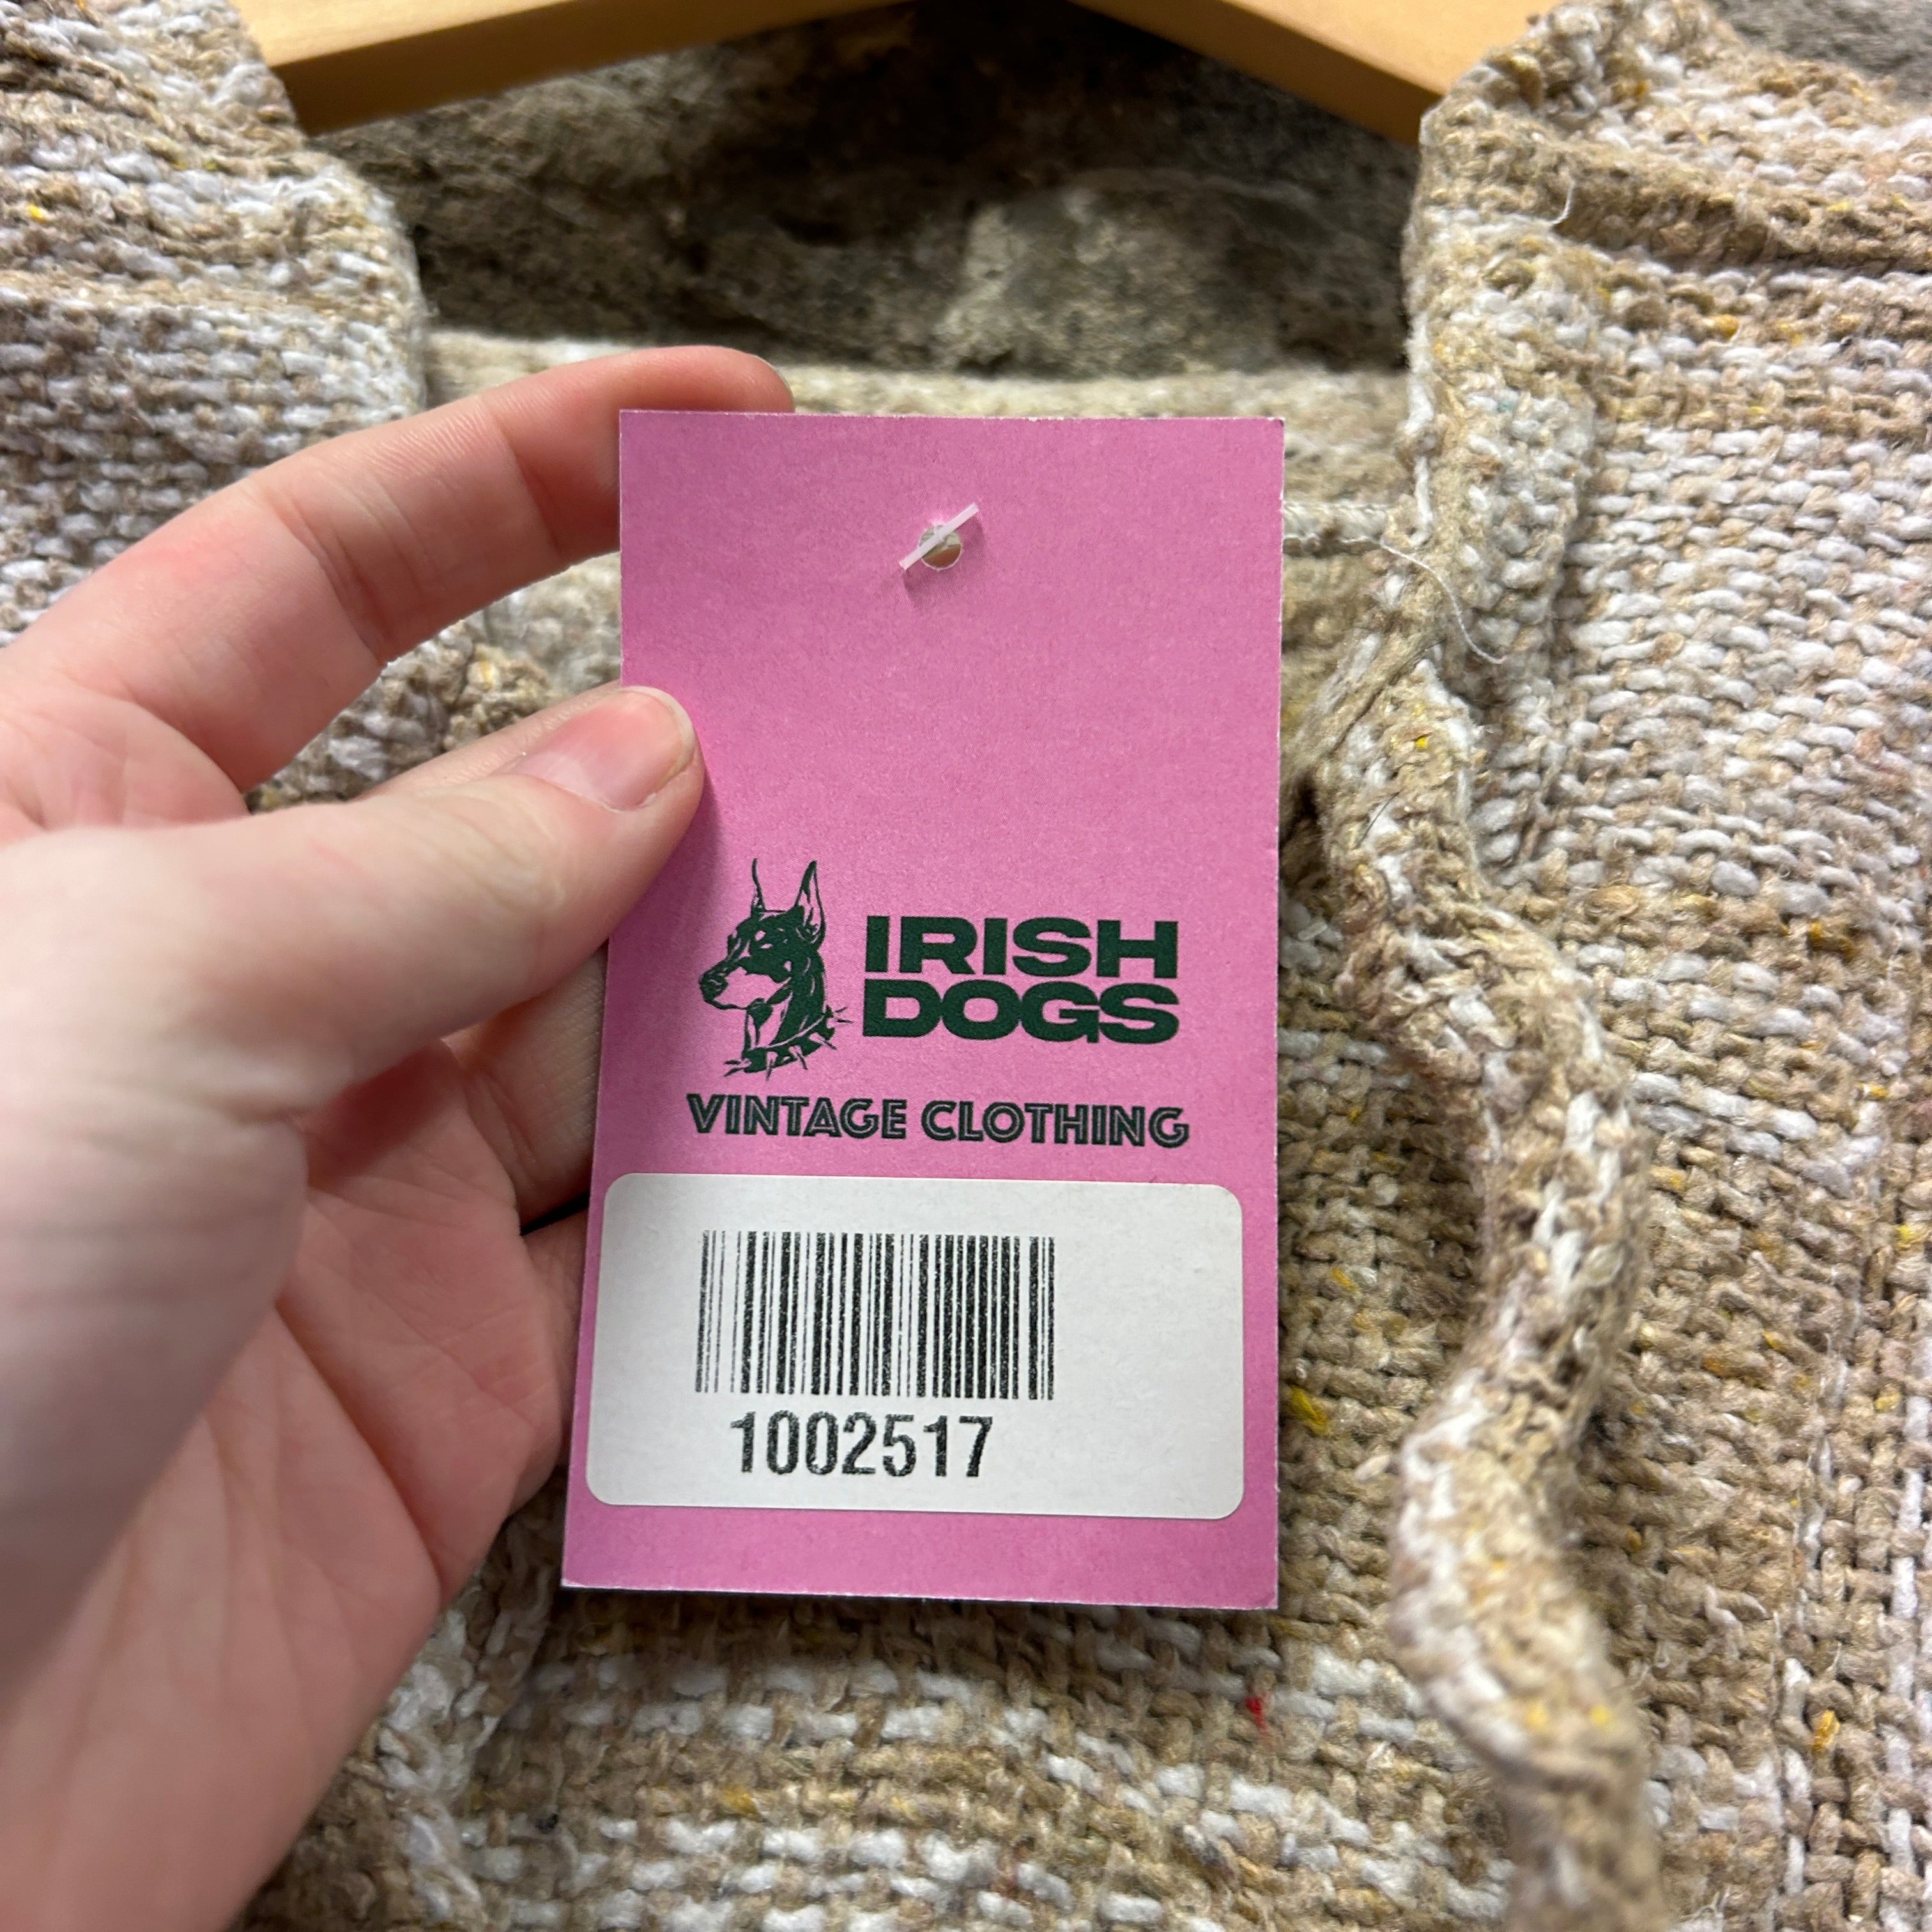 IRISH
DOGS
VINTAGE CLOTHING
1002517